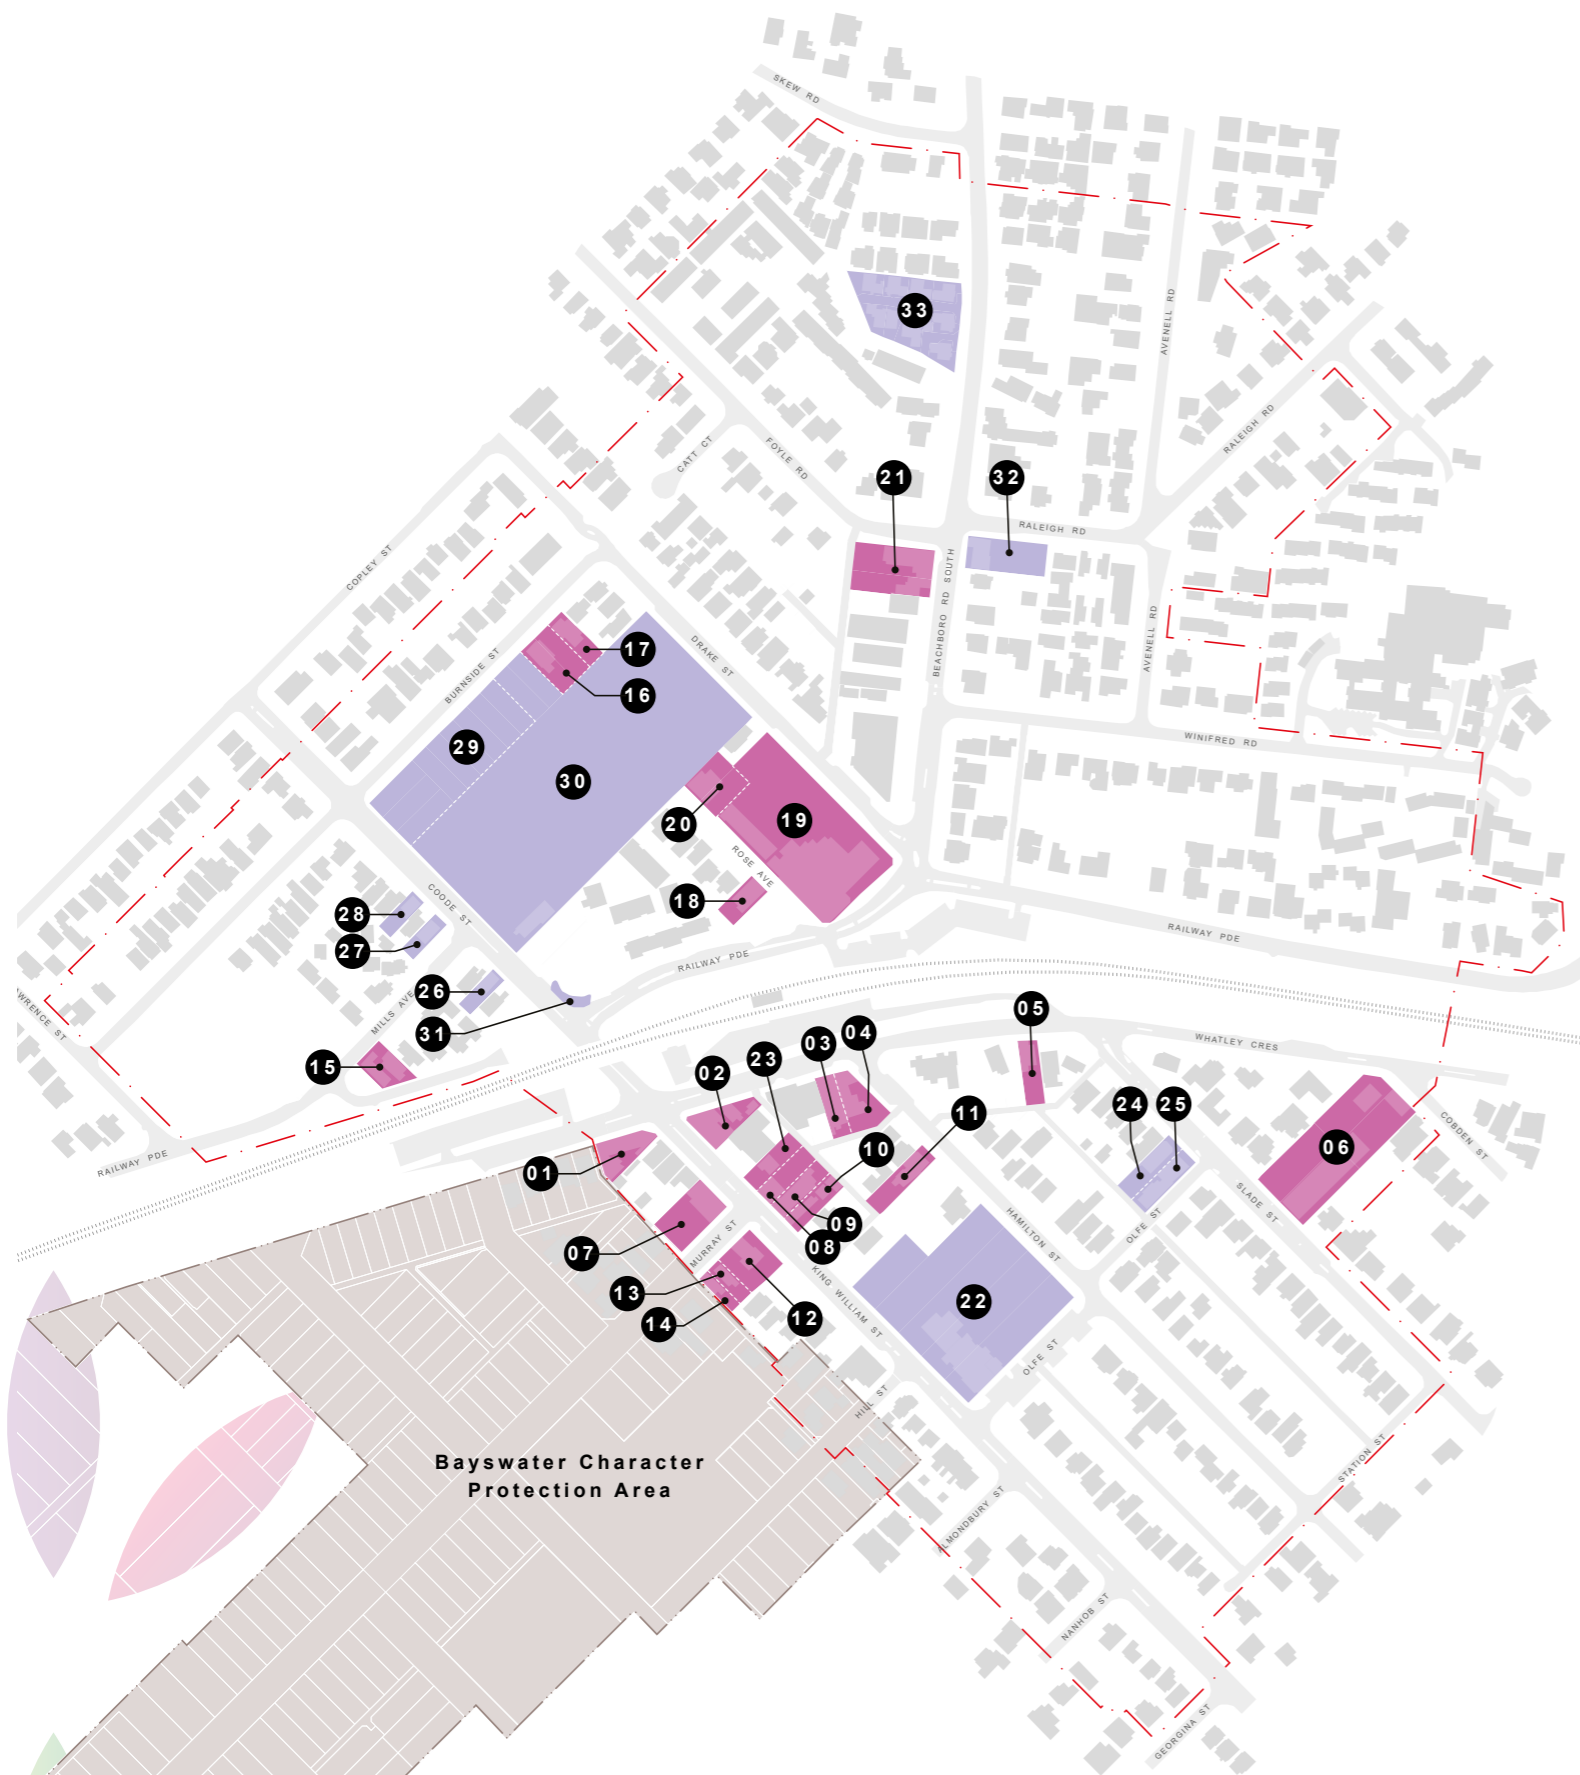 SKEW RD
33
AVENELL RD
CATT CT
FOYLE RD
RALEIGH RD
21
32
RALEIGH RD
COPLEY ST
BEACHBORO RD SOUTH
AVENELL RD
17
DRAKE ST
BURNSIDE ST
16
29
WINIFRED RD
30
20
19
ROSE AVE
18
COODE ST
28
27
RAILWAY PDE
RAILWAY PDE
26
MILLS AVE
31
05
04
03
WHATLEY CRES
15
02
23
24
25
11
COBDEN ST
06
RAILWAY PDE
01
10
09
08
SLADE ST
OLFE ST
HAMILTON ST
MURRAY ST
07
13
14
12
KING WILLIAM ST
22
OLFE ST
HILL ST
Bayswater Character
Protection Area
STATION ST
ALMONDBURY ST
NANHOB ST
GEORGINA ST